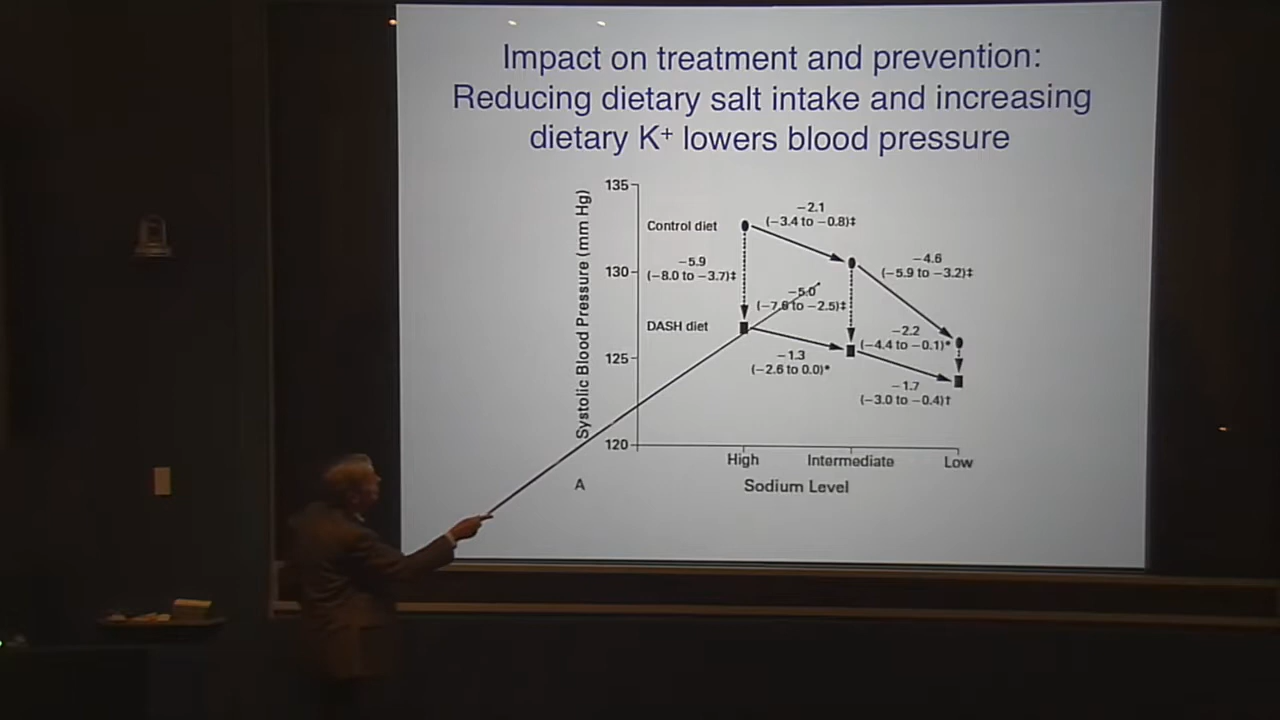 Impact on treatment and prevention:
Reducing dietary salt intake and increasing
dietary K⁺ lowers blood pressure
Systolic Blood Pressure (mm Hg)
135
130
125
120
Control diet
DASH diet
−2.1
(−3.4 to −0.8)‡
−4.6
(−5.9 to −3.2)‡
−5.9
(−8.0 to −3.7)‡
−5.0
(−7.6 to −2.5)‡
−2.2
(−4.4 to −0.1)*
−1.3
(−2.6 to 0.0)*
−1.7
(−3.0 to −0.4)†
High Intermediate Low
A
Sodium Level